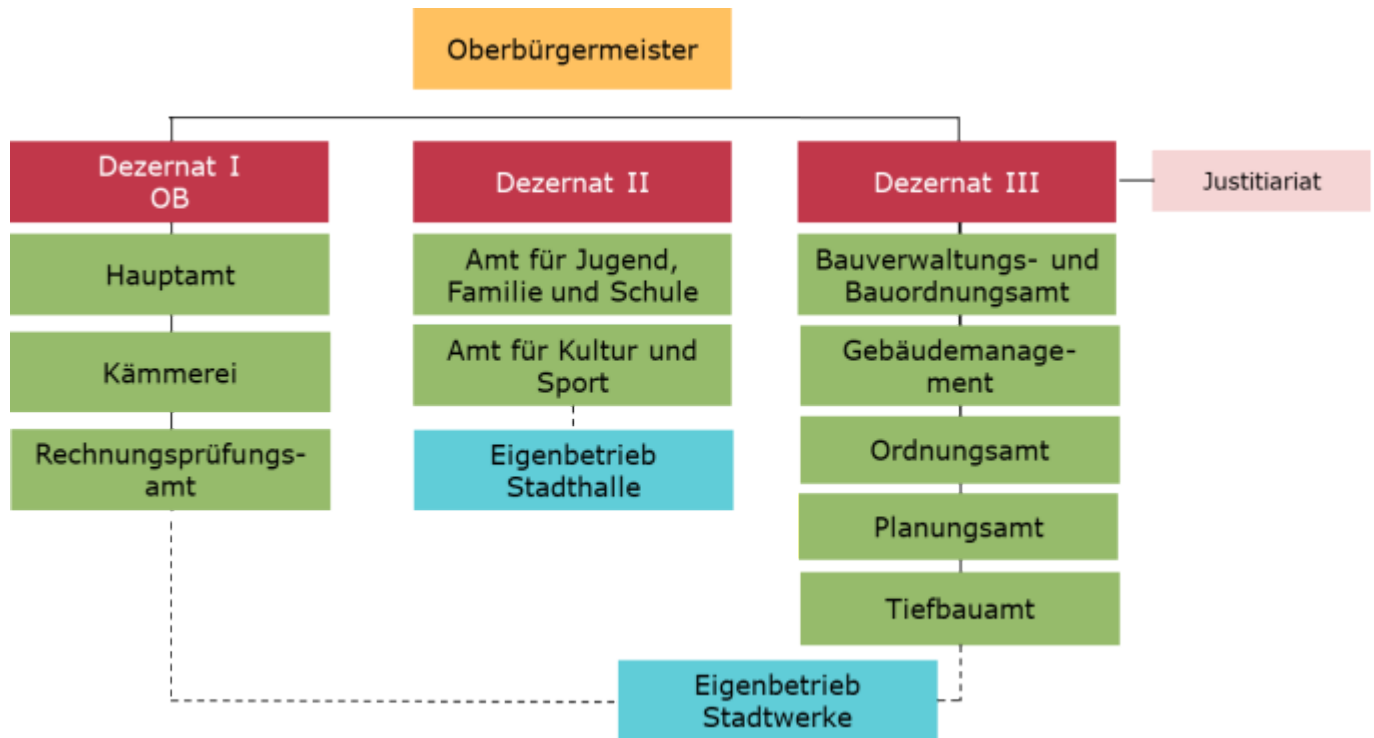 Oberbürgermeister
Dezernat I
OB
Dezernat II
Dezernat III
Justitiariat
Hauptamt
Amt für Jugend,
Familie und Schule
Bauverwaltungs- und
Bauordnungsamt
Kämmerei
Amt für Kultur und
Sport
Gebäudemanage-
ment
Rechnungsprüfungs-
amt
Eigenbetrieb
Stadthalle
Ordnungsamt
Planungsamt
Tiefbauamt
Eigenbetrieb
Stadtwerke